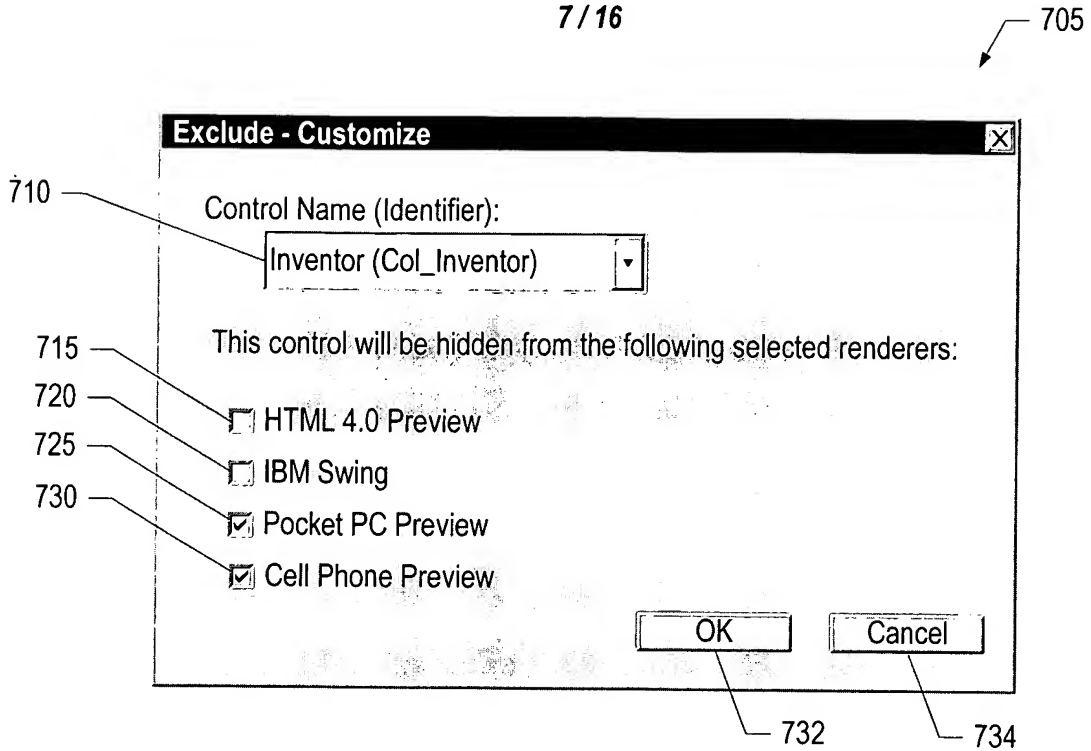 7 / 16
705
Exclude - Customize
X
710
Control Name (Identifier):
Inventor (Col_Inventor)
This control will be hidden from the following selected renderers:
715
HTML 4.0 Preview
720
IBM Swing
725
Pocket PC Preview
730
Cell Phone Preview
OK
Cancel
732
734